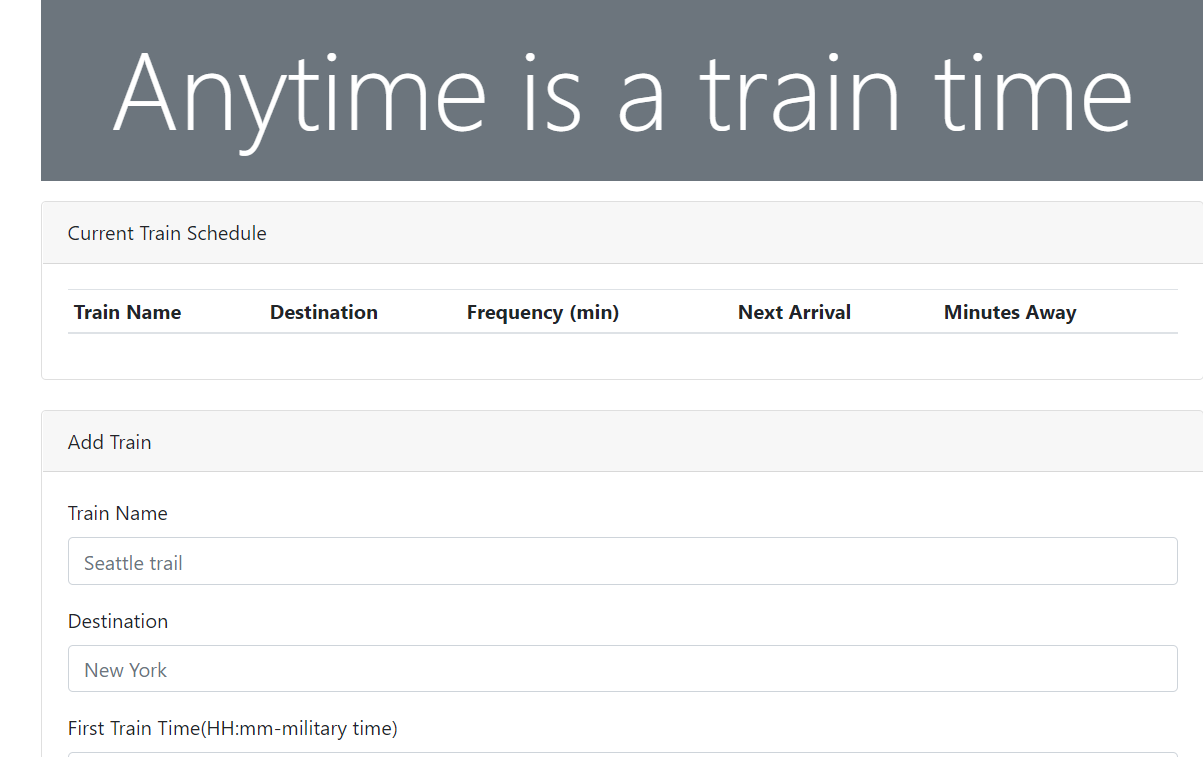 Anytime is a train time
Current Train Schedule
Train Name Destination Frequency (min) Next Arrival Minutes Away
Add Train
Train Name
Seattle trail
Destination
New York
First Train Time(HH:mm-military time)